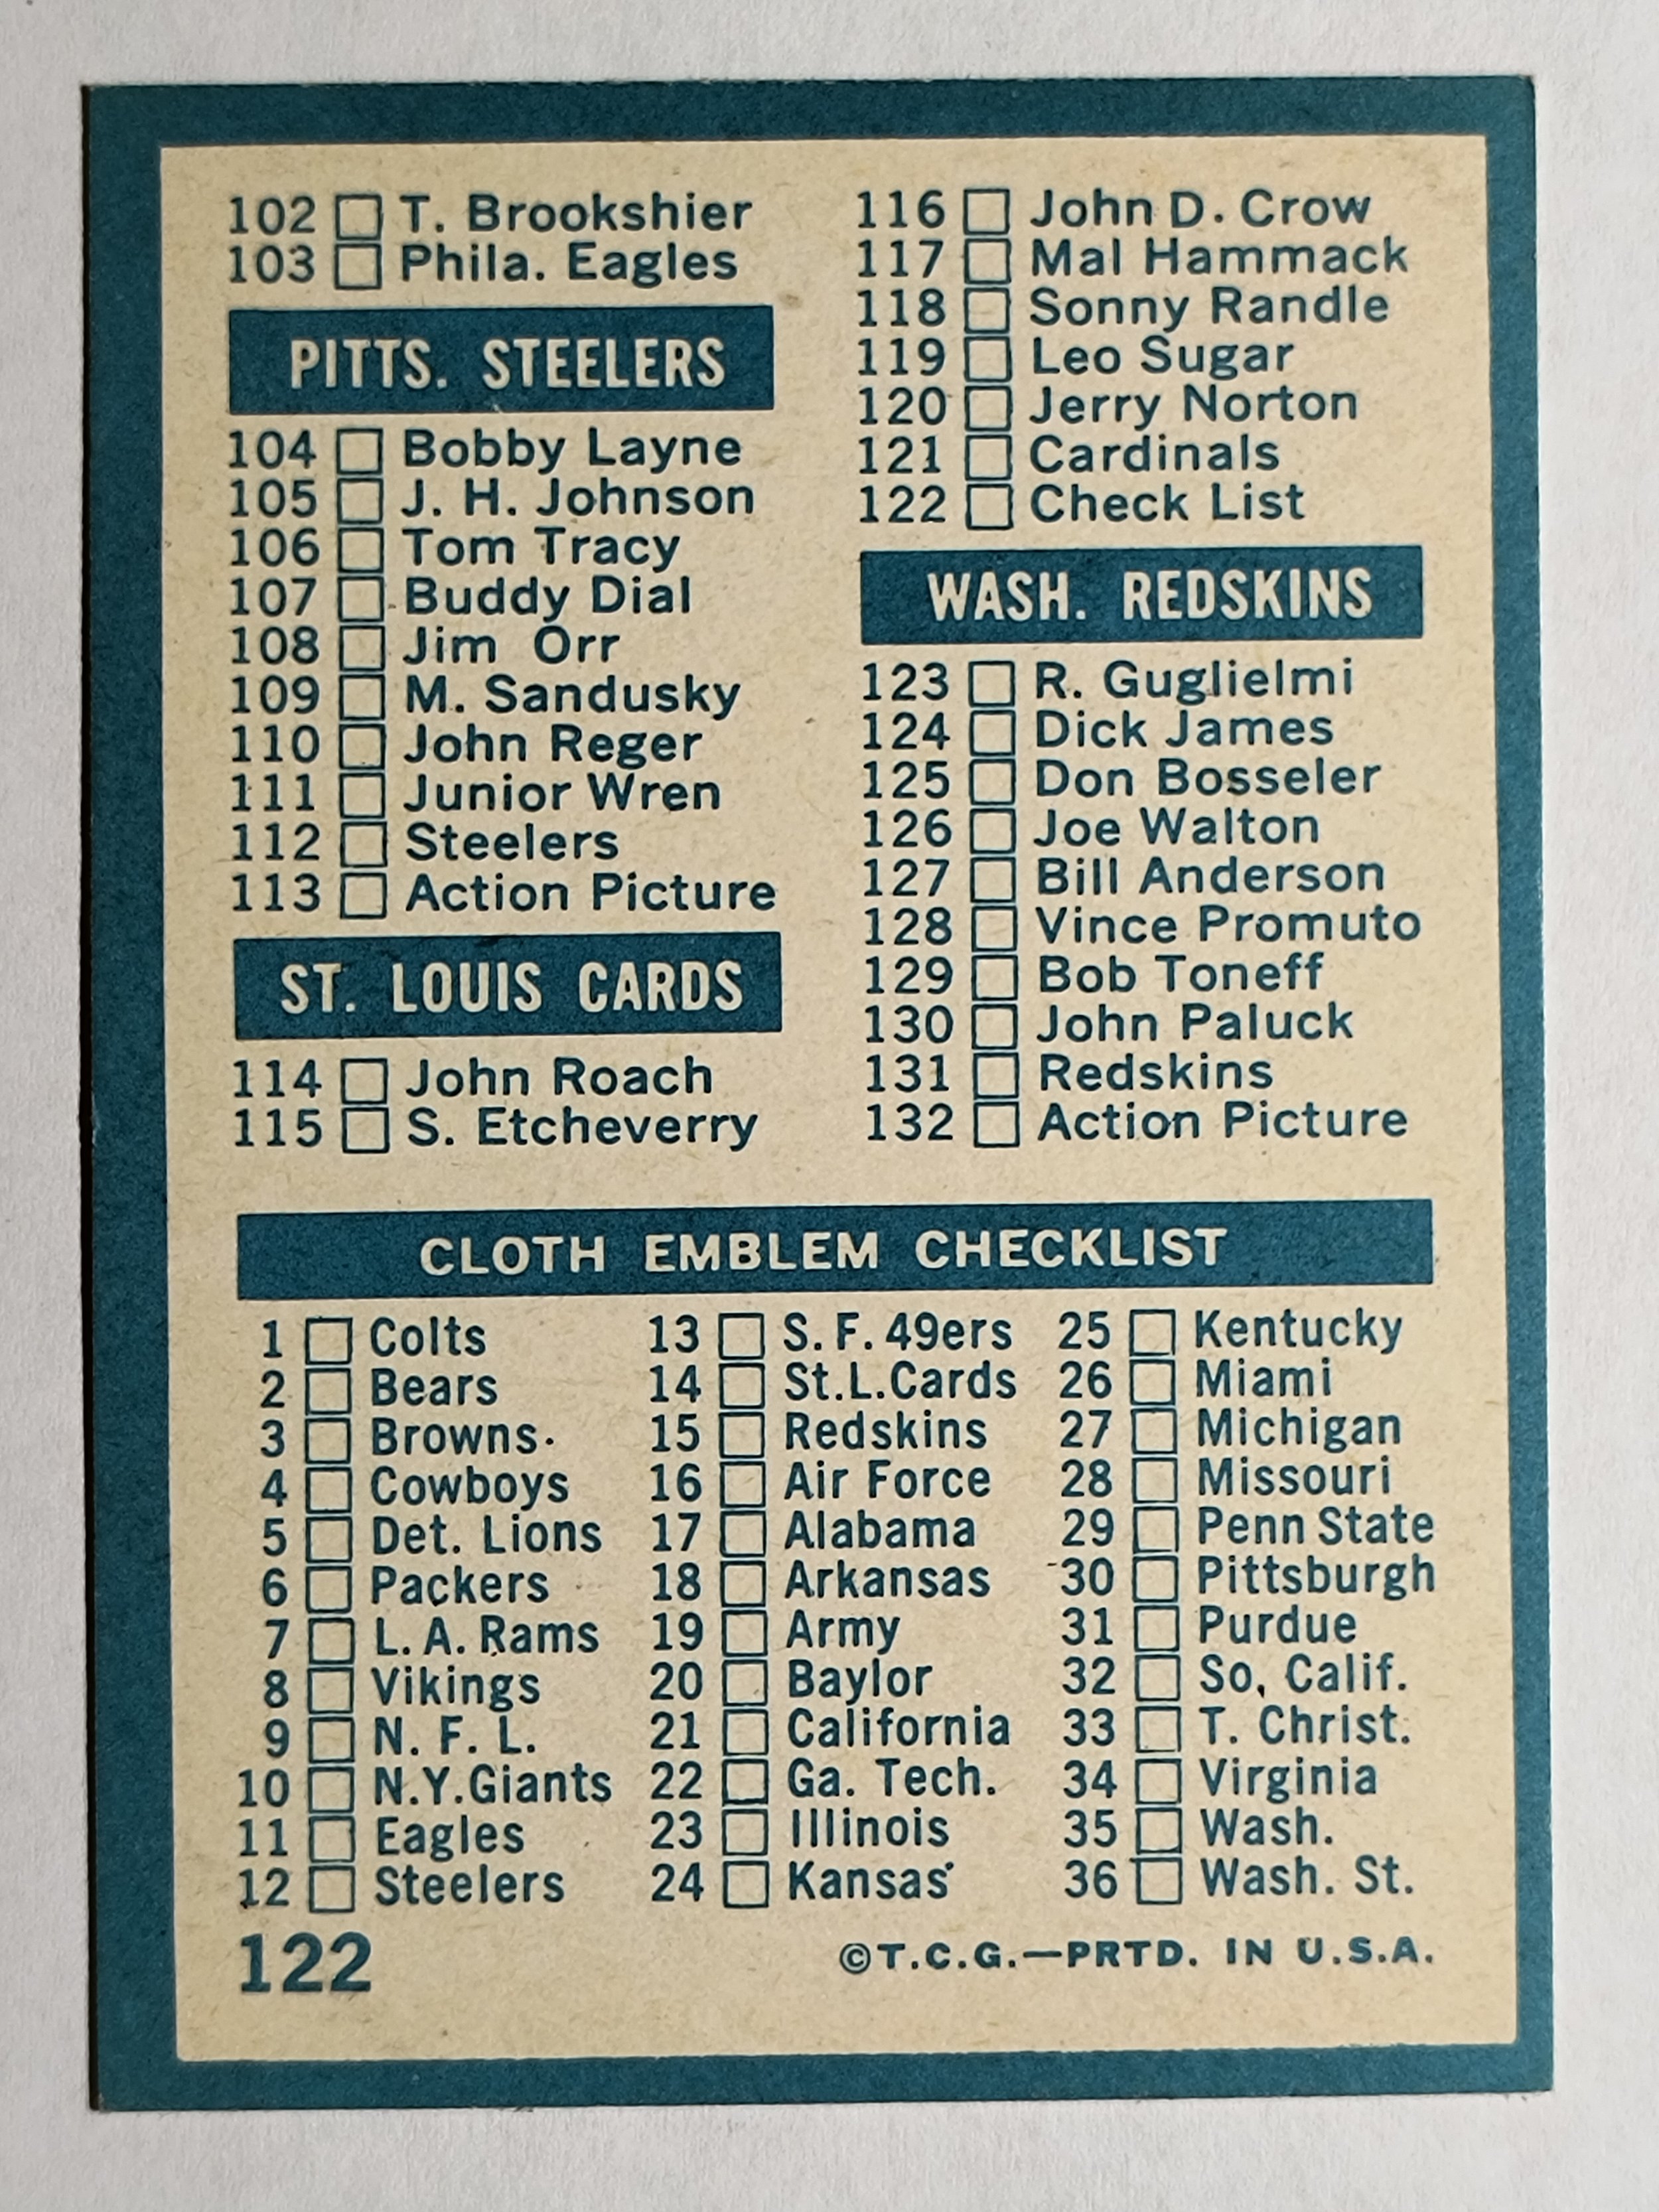 102 T. Brookshier
103 Phila. Eagles
PITTS. STEELERS
104 Bobby Layne
105 J. H. Johnson
106 Tom Tracy
107 Buddy Dial
108 Jim Orr
109 M. Sandusky
110 John Reger
111 Junior Wren
112 Steelers
113 Action Picture
ST. LOUIS CARDS
114 John Roach
115 S. Etcheverry
116 John D. Crow
117 Mal Hammack
118 Sonny Randle
119 Leo Sugar
120 Jerry Norton
121 Cardinals
122 Check List
WASH. REDSKINS
123 R. Guglielmi
124 Dick James
125 Don Bosseler
126 Joe Walton
127 Bill Anderson
128 Vince Promuto
129 Bob Toneff
130 John Paluck
131 Redskins
132 Action Picture
CLOTH EMBLEM CHECKLIST
1 Colts
2 Bears
3 Browns
4 Cowboys
5 Det. Lions
6 Packers
7 L. A. Rams
8 Vikings
9 N. F. L.
10 N.Y.Giants
11 Eagles
12 Steelers
13 S. F. 49ers
14 St.L.Cards
15 Redskins
16 Air Force
17 Alabama
18 Arkansas
19 Army
20 Baylor
21 California
22 Ga. Tech.
23 Illinois
24 Kansas
25 Kentucky
26 Miami
27 Michigan
28 Missouri
29 Penn State
30 Pittsburgh
31 Purdue
32 So, Calif.
33 T. Christ.
34 Virginia
35 Wash.
36 Wash. St.
122
©T.C.G.—PRTD. IN U.S.A.